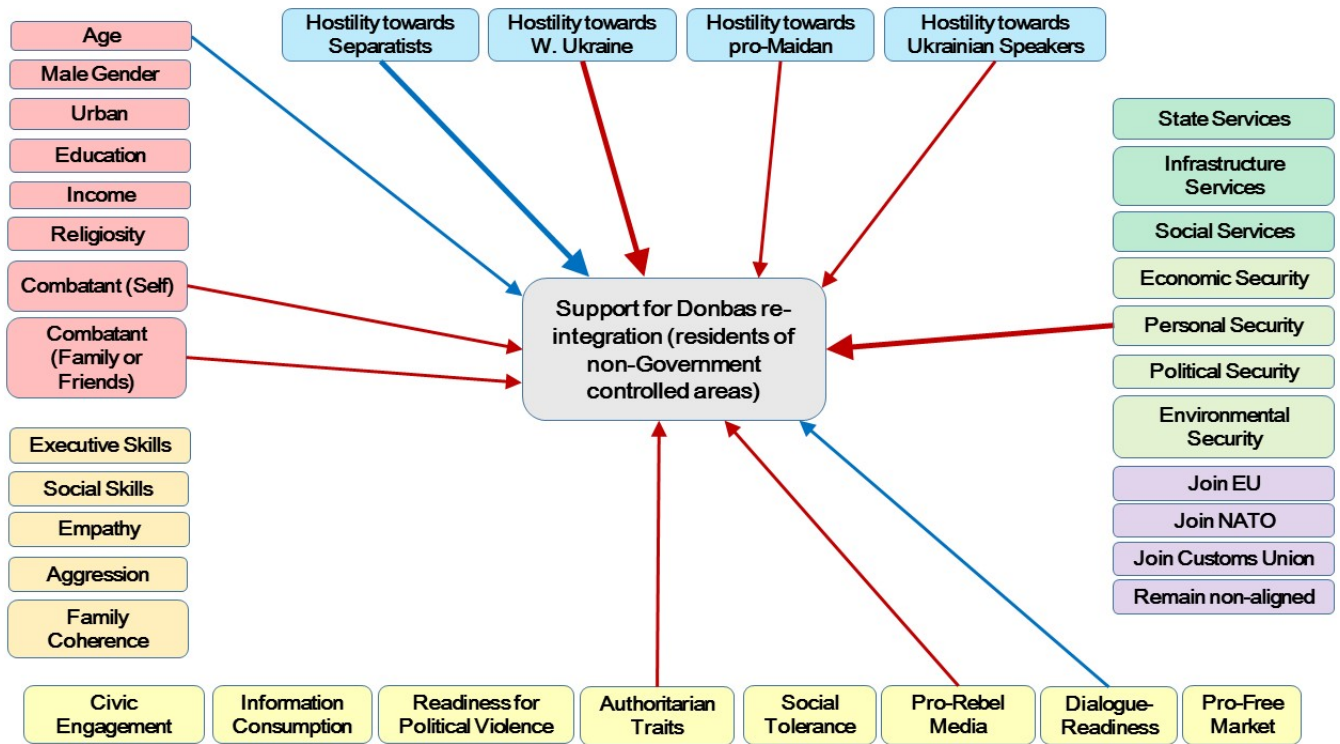 Age
Male Gender
Urban
Education
Income
Religiosity
Combatant (Self)
Combatant
(Family or
Friends)
Executive Skills
Social Skills
Empathy
Aggression
Family
Coherence
Hostility towards
Separatists
Hostility towards
W. Ukraine
Hostility towards
pro-Maidan
Hostility towards
Ukrainian Speakers
Support for Donbas re-
integration (residents of
non-Government
controlled areas)
State Services
Infrastructure
Services
Social Services
Economic Security
Personal Security
Political Security
Environmental
Security
Join EU
Join NATO
Join Customs Union
Remain non-aligned
Civic
Engagement
Information
Consumption
Readiness for
Political Violence
Authoritarian
Traits
Social
Tolerance
Pro-Rebel
Media
Dialogue-
Readiness
Pro-Free
Market